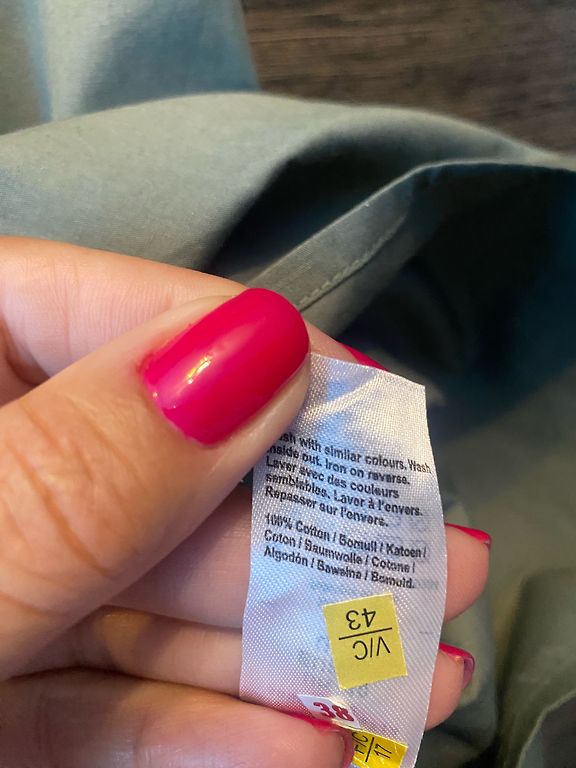 with similar colours. Wash
inside out. Iron on reverse.
Laver avec des couleurs
semblables. Laver à l'envers.
Repasser sur l'envers.
100% Cotton / Bomull / Katoen /
Coton / Baumwolle / Cotone /
Algodón / Bawełna / Bomuld.
V/C
43
38
F/C
17